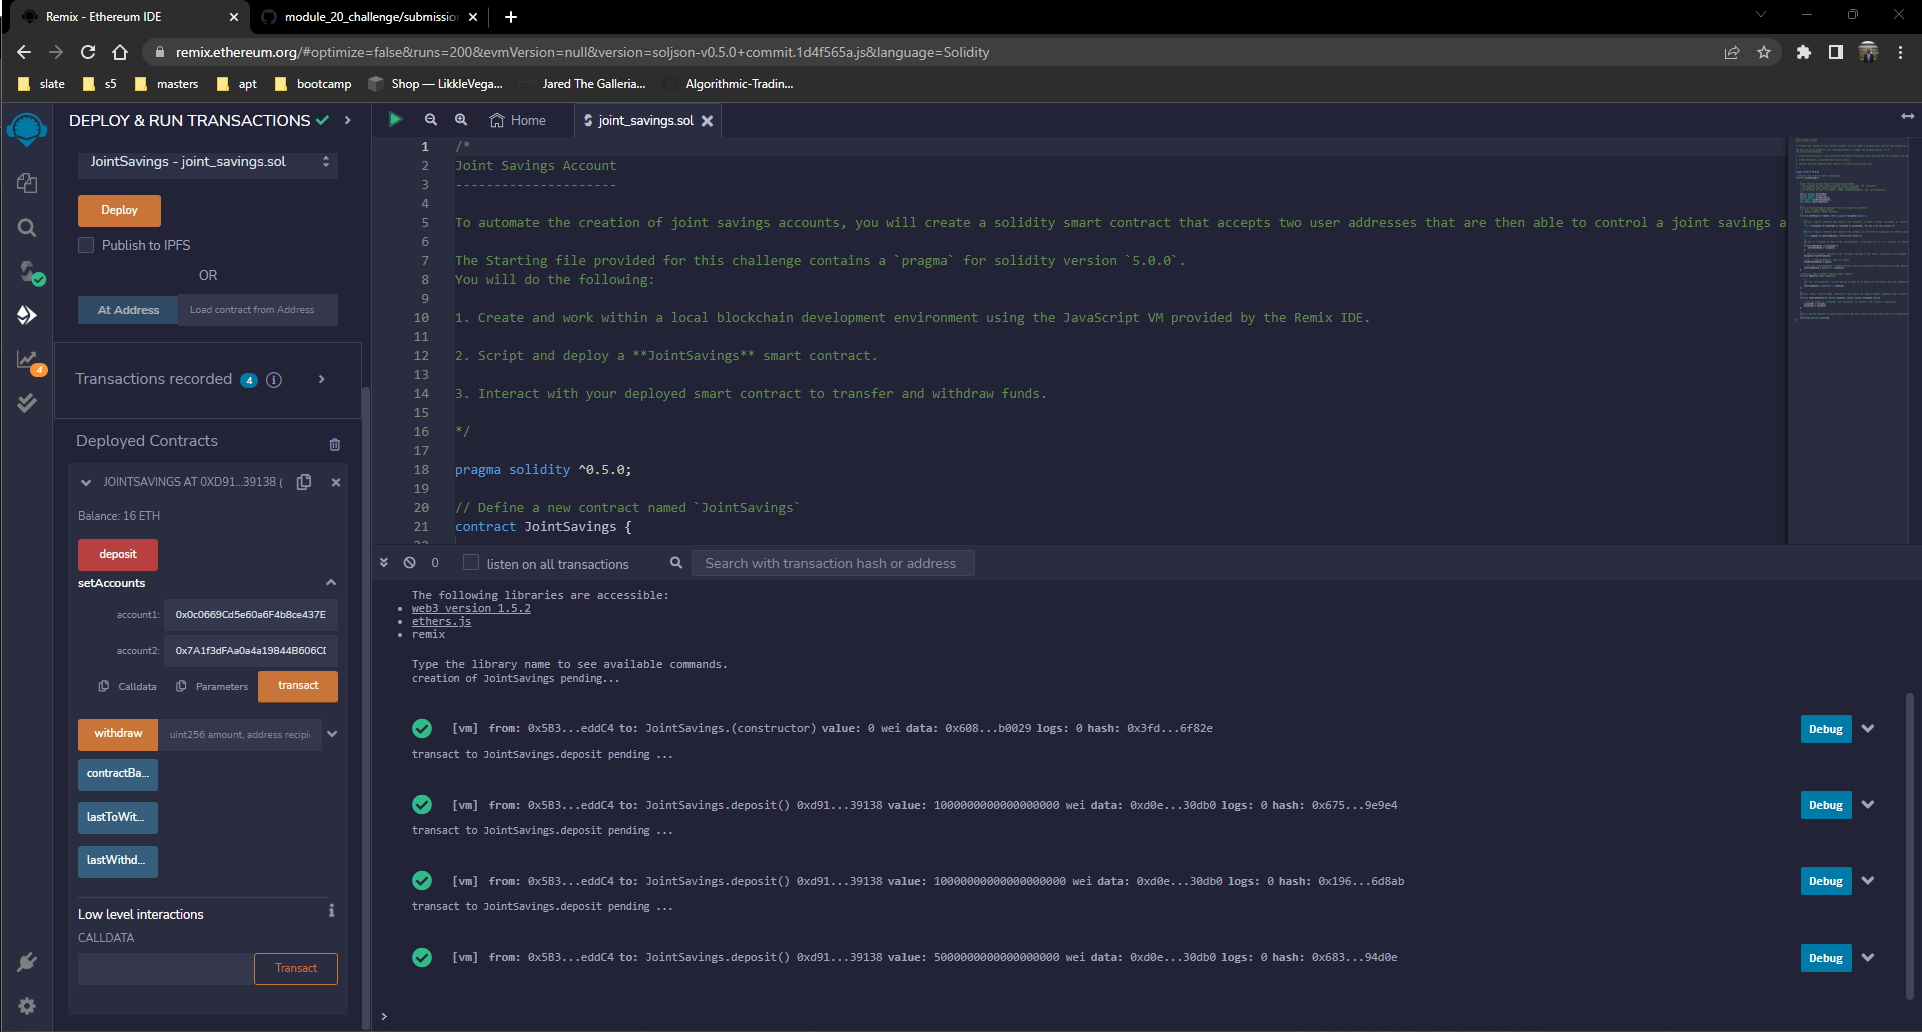 Remix - Ethereum IDE
module_20_challenge/submission
remix.ethereum.org/#optimize=false&runs=200&evmVersion=null&version=soljson-v0.5.0+commit.1d4f565a.js&language=Solidity
slate s5 masters apt bootcamp Shop — LikkleVega... Jared The Galleria... Algorithmic-Tradin...
DEPLOY & RUN TRANSACTIONS
JointSavings - joint_savings.sol
Deploy
Publish to IPFS
OR
At Address Load contract from Address
Transactions recorded 4
Deployed Contracts
JOINTSAVINGS AT 0XD91...39138 (
Balance: 16 ETH
deposit
setAccounts
account1: 0x0c0669Cd5e60a6F4b8ce437E
account2: 0x7A1f3dFAa0a4a19844B606CD
Calldata Parameters transact
withdraw uint256 amount, address recipi
contractBa...
lastToWit...
lastWithd...
Low level interactions
CALLDATA
Transact
4
Home joint_savings.sol
1 /*
2 Joint Savings Account
3 ---------------------
4
5 To automate the creation of joint savings accounts, you will create a solidity smart contract that accepts two user addresses that are then able to control a joint savings a
6
7 The Starting file provided for this challenge contains a `pragma` for solidity version `5.0.0`.
8 You will do the following:
9
10 1. Create and work within a local blockchain development environment using the JavaScript VM provided by the Remix IDE.
11
12 2. Script and deploy a **JointSavings** smart contract.
13
14 3. Interact with your deployed smart contract to transfer and withdraw funds.
15
16 */
17
18 pragma solidity ^0.5.0;
19
20 // Define a new contract named `JointSavings`
21 contract JointSavings {
0 listen on all transactions Search with transaction hash or address
The following libraries are accessible:
• web3 version 1.5.2
• ethers.js
• remix
Type the library name to see available commands.
creation of JointSavings pending...
[vm] from: 0x5B3...eddC4 to: JointSavings.(constructor) value: 0 wei data: 0x608...b0029 logs: 0 hash: 0x3fd...6f82e Debug
transact to JointSavings.deposit pending ...
[vm] from: 0x5B3...eddC4 to: JointSavings.deposit() 0xd91...39138 value: 1000000000000000000 wei data: 0xd0e...30db0 logs: 0 hash: 0x675...9e9e4 Debug
transact to JointSavings.deposit pending ...
[vm] from: 0x5B3...eddC4 to: JointSavings.deposit() 0xd91...39138 value: 10000000000000000000 wei data: 0xd0e...30db0 logs: 0 hash: 0x196...6d8ab Debug
transact to JointSavings.deposit pending ...
[vm] from: 0x5B3...eddC4 to: JointSavings.deposit() 0xd91...39138 value: 5000000000000000000 wei data: 0xd0e...30db0 logs: 0 hash: 0x683...94d0e Debug
>